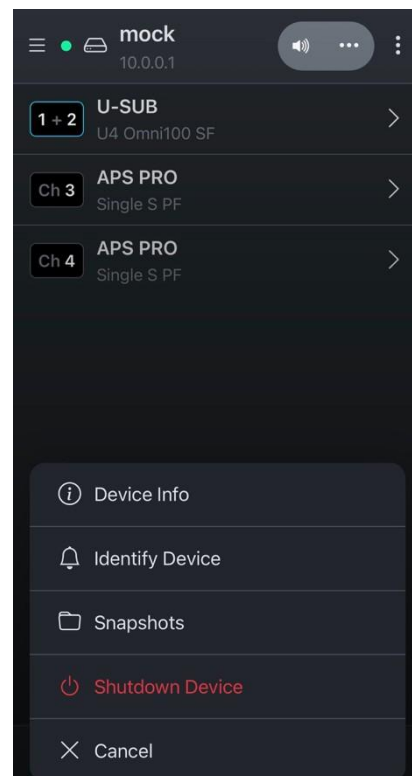 mock
10.0.0.1
1 + 2
U-SUB
U4 Omni100 SF
Ch 3
APS PRO
Single S PF
Ch 4
APS PRO
Single S PF
Device Info
Identify Device
Snapshots
Shutdown Device
Cancel